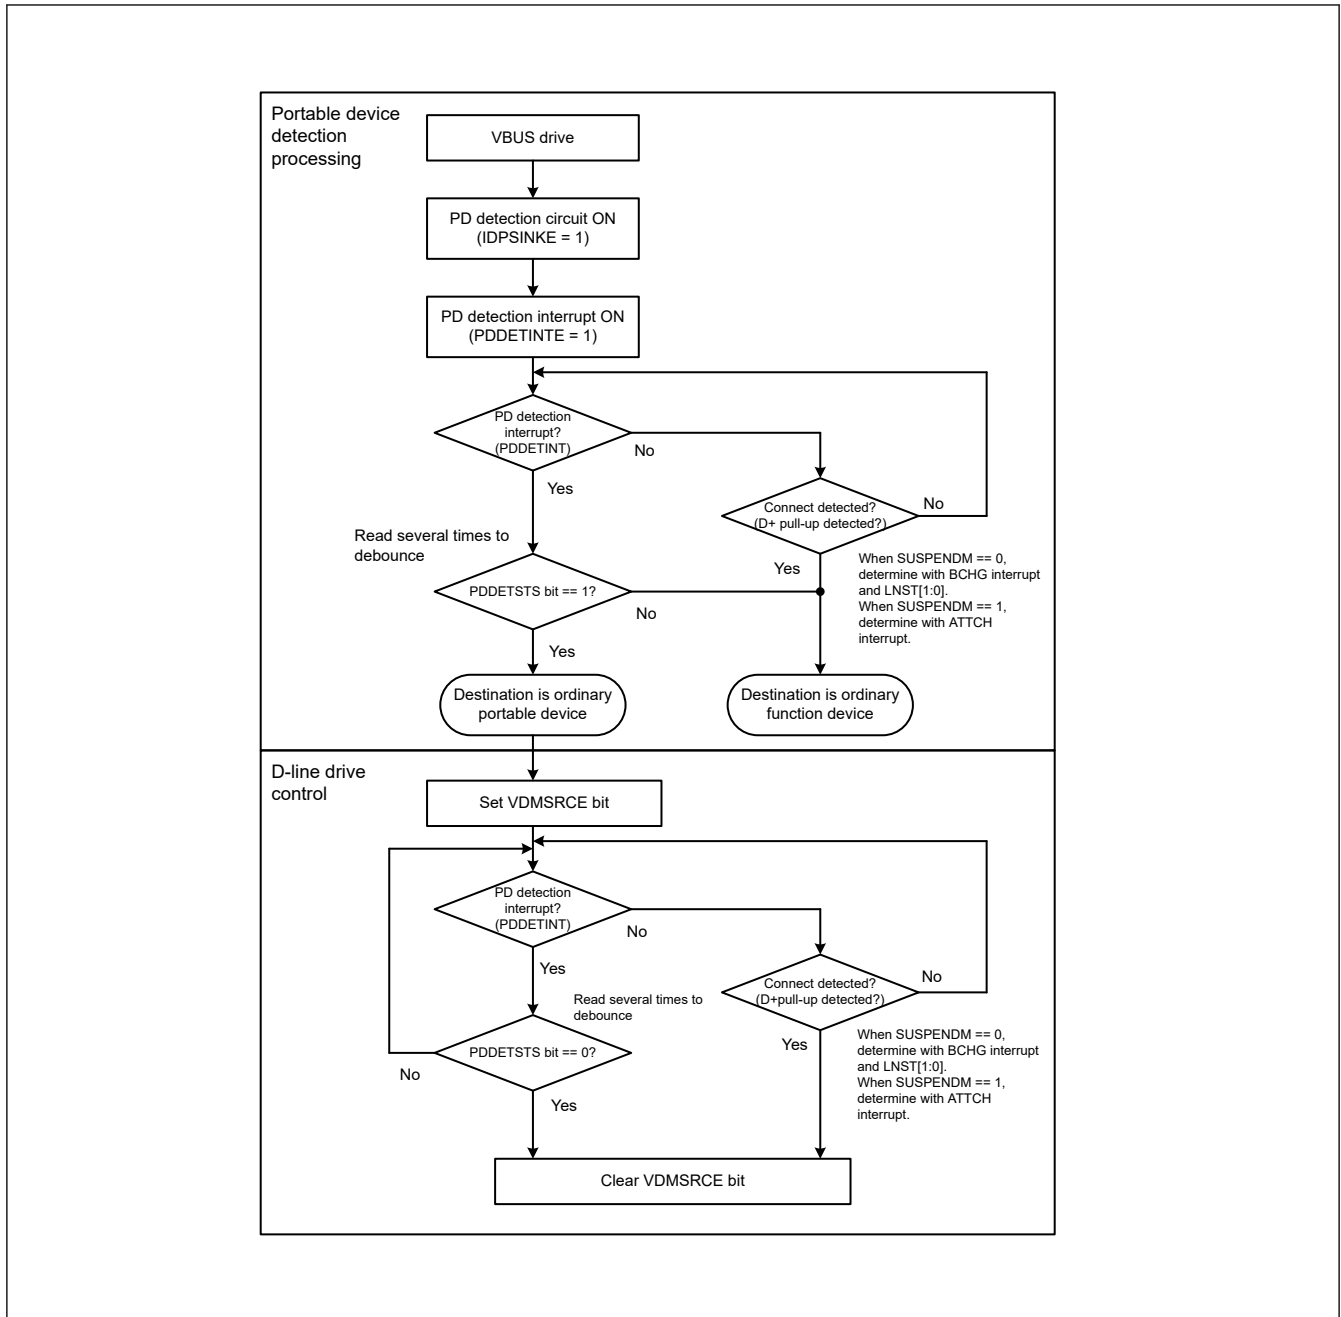 Portable device
detection
processing
VBUS drive
PD detection circuit ON
(IDPSINKE = 1)
PD detection interrupt ON
(PDDETINTE = 1)
PD detection
interrupt?
(PDDETINT)
No
Yes
Connect detected?
(D+ pull-up detected?)
No
Read several times to
debounce
Yes
When SUSPENDM == 0,
determine with BCHG interrupt
and LNST[1:0].
When SUSPENDM == 1,
determine with ATTCH
interrupt.
PDDETSTS bit == 1?
No
Yes
Destination is ordinary
portable device
Destination is ordinary
function device
D-line drive
control
Set VDMSRCE bit
PD detection
interrupt?
(PDDETINT)
No
Yes
Connect detected?
(D+pull-up detected?)
No
Read several times to
debounce
Yes
When SUSPENDM == 0,
determine with BCHG interrupt
and LNST[1:0].
When SUSPENDM == 1,
determine with ATTCH
interrupt.
PDDETSTS bit == 0?
No
Yes
Clear VDMSRCE bit